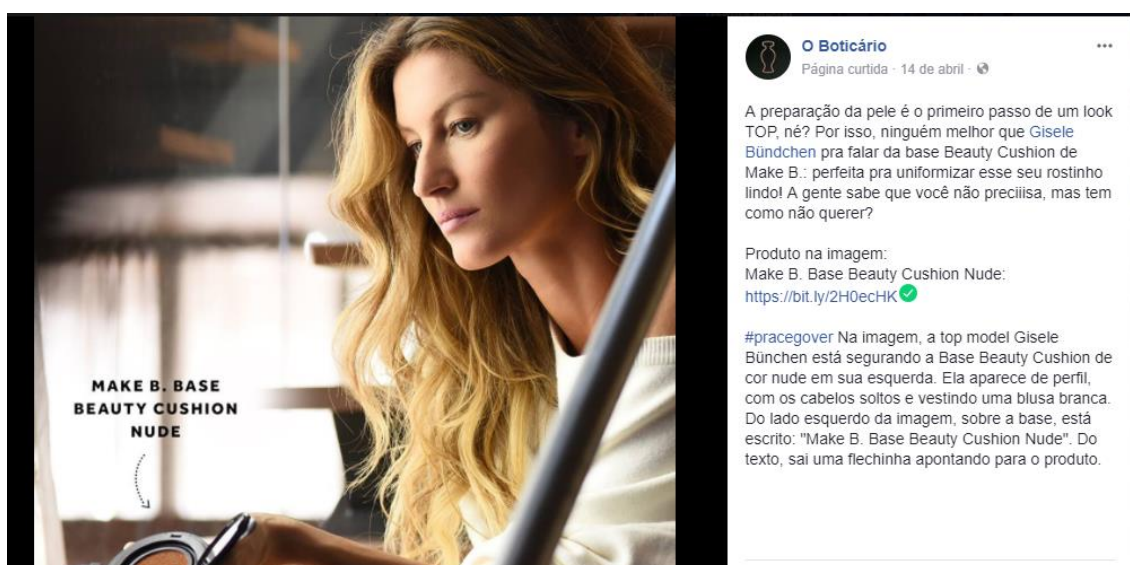 MAKE B. BASE
BEAUTY CUSHION
NUDE
O Boticário
Página curtida · 14 de abril ·
A preparação da pele é o primeiro passo de um look
TOP, né? Por isso, ninguém melhor que Gisele
Bündchen pra falar da base Beauty Cushion de
Make B.: perfeita pra uniformizar esse seu rostinho
lindo! A gente sabe que você não preciiisa, mas tem
como não querer?
Produto na imagem:
Make B. Base Beauty Cushion Nude:
https://bit.ly/2H0ecHK
#pracegover Na imagem, a top model Gisele
Bünchen está segurando a Base Beauty Cushion de
cor nude em sua esquerda. Ela aparece de perfil,
com os cabelos soltos e vestindo uma blusa branca.
Do lado esquerdo da imagem, sobre a base, está
escrito: "Make B. Base Beauty Cushion Nude". Do
texto, sai uma flechinha apontando para o produto.